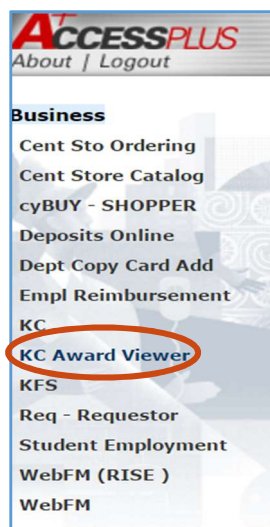 ACCESSPLUS
About | Logout
Business
Cent Sto Ordering
Cent Store Catalog
cyBUY - SHOPPER
Deposits Online
Dept Copy Card Add
Empl Reimbursement
KC
KC Award Viewer
KFS
Req - Requestor
Student Employment
WebFM (RISE )
WebFM